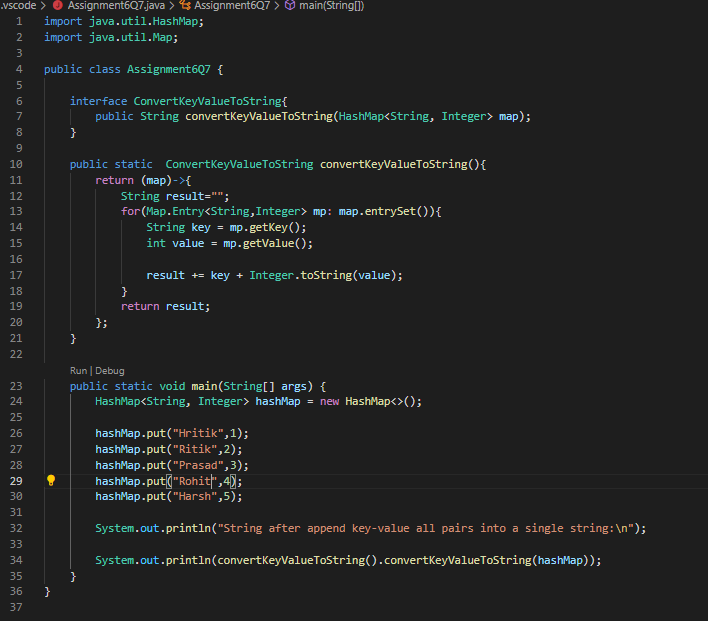 .vscode > Assignment6Q7.java > Assignment6Q7 > main(String[])
1 import java.util.HashMap;
2 import java.util.Map;
3
4 public class Assignment6Q7 {
5
6     interface ConvertKeyValueToString{
7         public String convertKeyValueToString(HashMap<String, Integer> map);
8     }
9
10     public static  ConvertKeyValueToString convertKeyValueToString(){
11         return (map)->{
12             String result="";
13             for(Map.Entry<String,Integer> mp: map.entrySet()){
14                 String key = mp.getKey();
15                 int value = mp.getValue();
16
17                 result += key + Integer.toString(value);
18             }
19             return result;
20         };
21     }
22
Run | Debug
23     public static void main(String[] args) {
24         HashMap<String, Integer> hashMap = new HashMap<>();
25
26         hashMap.put("Hritik",1);
27         hashMap.put("Ritik",2);
28         hashMap.put("Prasad",3);
29         hashMap.put("Rohit",4);
30         hashMap.put("Harsh",5);
31
32         System.out.println("String after append key-value all pairs into a single string:\n");
33
34         System.out.println(convertKeyValueToString().convertKeyValueToString(hashMap));
35     }
36 }
37